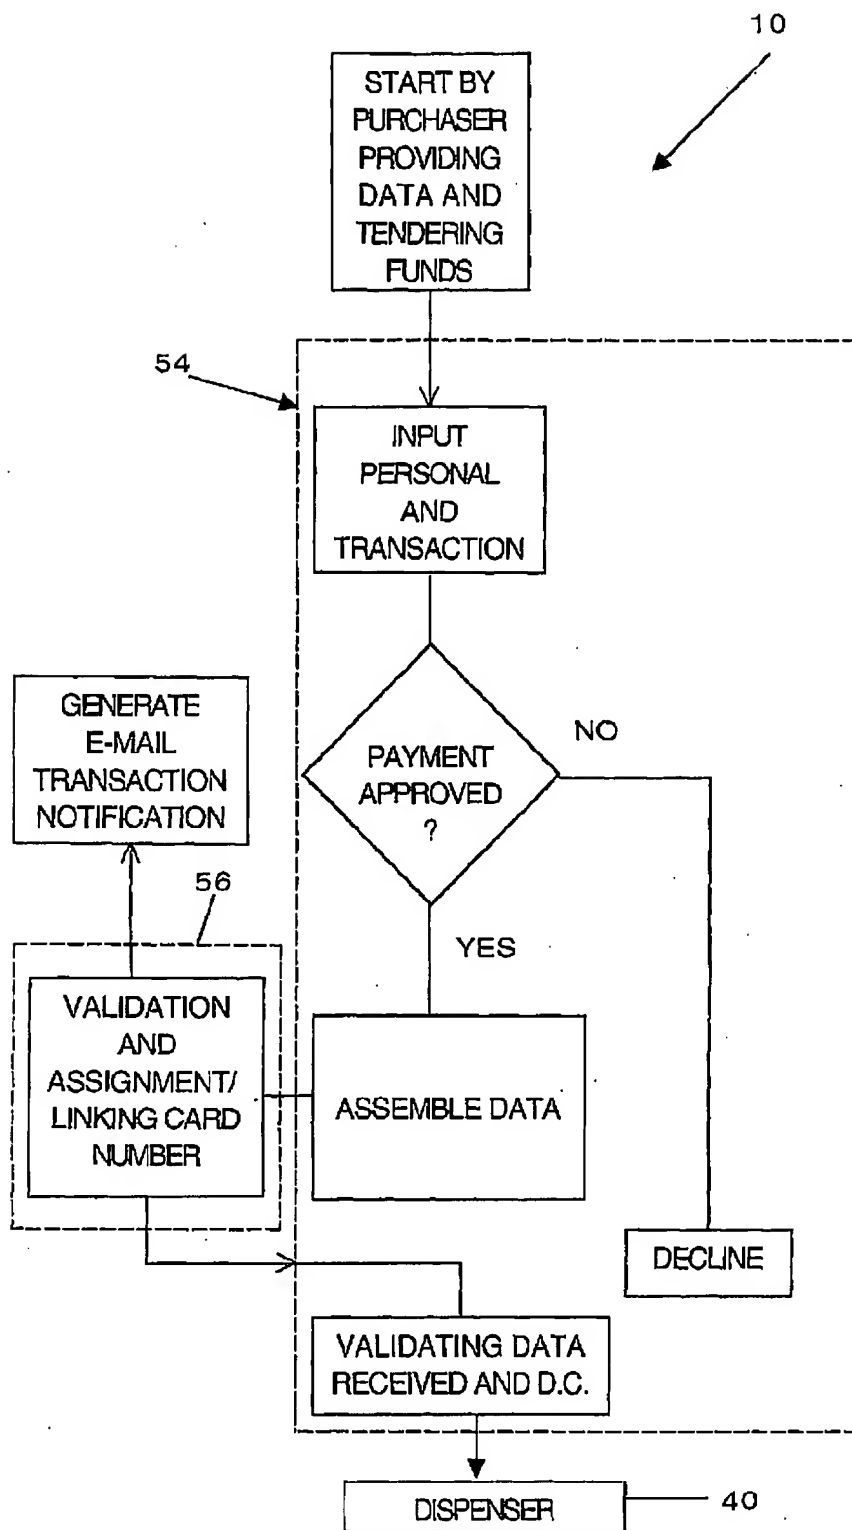 10
START BY
PURCHASER
PROVIDING
DATA AND
TENDERING
FUNDS
54
INPUT
PERSONAL
AND
TRANSACTION
GENERATE
E-MAIL
TRANSACTION
NOTIFICATION
PAYMENT
APPROVED
?
NO
56
YES
VALIDATION
AND
ASSIGNMENT/
LINKING CARD
NUMBER
ASSEMBLE DATA
DECLINE
VALIDATING DATA
RECEIVED AND D.C.
DISPENSER
40